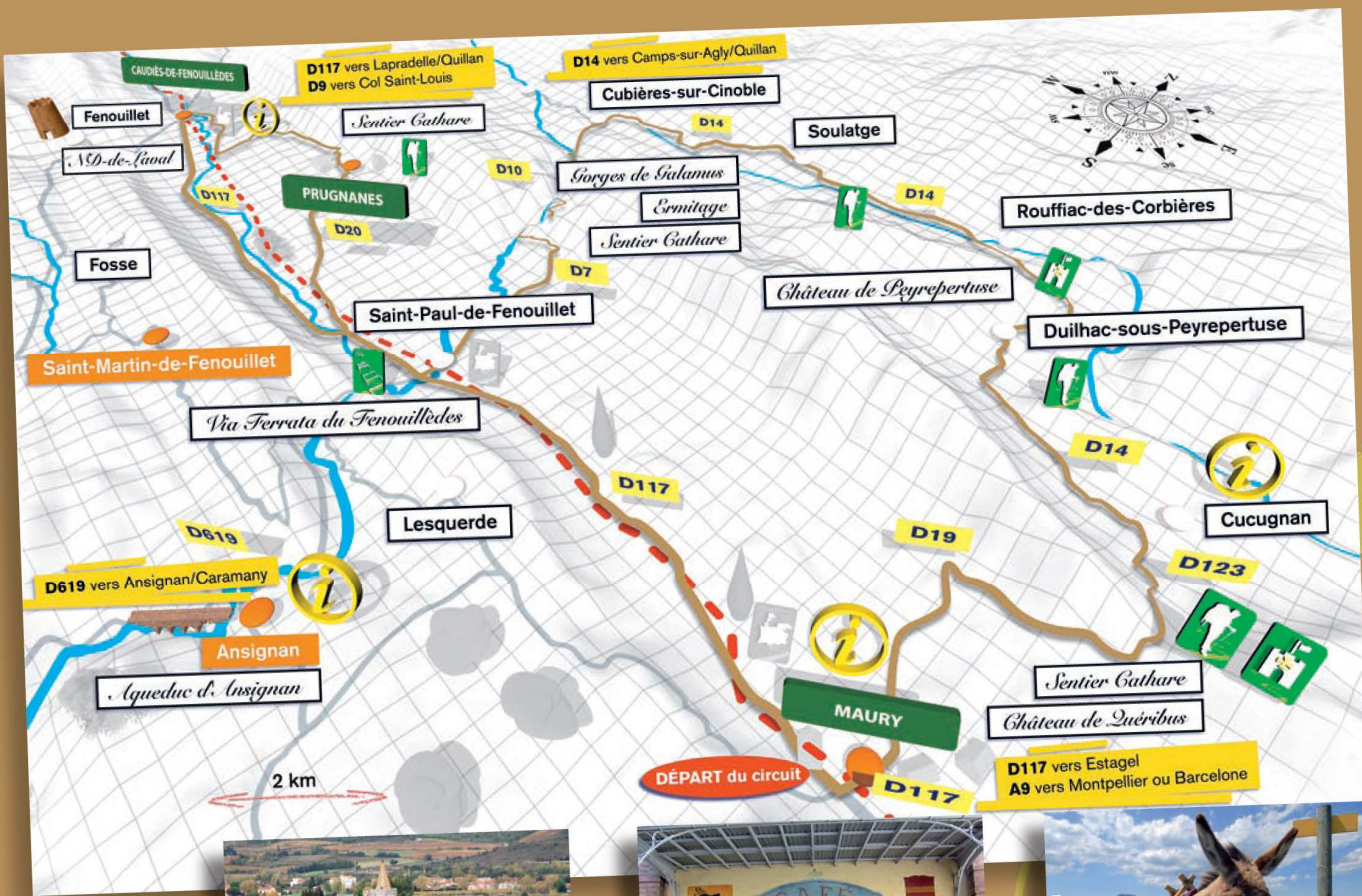 CAUDIÈS-DE-FENOUILLÈDES
D117 vers Lapradelle/Quillan
D9 vers Col Saint-Louis
D14 vers Camps-sur-Agly/Quillan
Cubières-sur-Cinoble
Fenouillet
i
Sentier Cathare
D14
Soulatge
N
E
S
ND-de-Laval
D117
PRUGNANES
D20
D10
Gorges de Galamus
Ermitage
Sentier Cathare
D14
Rouffiac-des-Corbières
Fosse
D7
Château de Peyrepertuse
Saint-Paul-de-Fenouillet
Duilhac-sous-Peyrepertuse
Saint-Martin-de-Fenouillet
Via Ferrata du Fenouillèdes
D14
i
Cucugnan
D117
Lesquerde
D619
D19
D123
D619 vers Ansignan/Caramany
i
Ansignan
Aqueduc d'Ansignan
i
MAURY
Sentier Cathare
Château de Quéribus
2 km
DÉPART du circuit
D117
D117 vers Estagel
A9 vers Montpellier ou Barcelone
CAFÉ